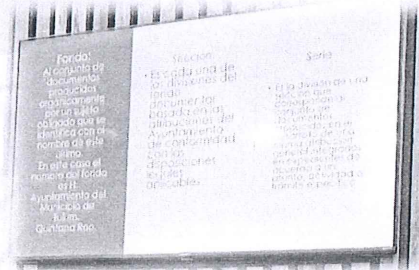 Fondo:
Al conjunto de
documentos
producidos
orgánicamente
por un sujeto
obligado que se
identifica con el
nombre de este
último.
En este caso el
nombre del fondo
es H.
Ayuntamiento del
Municipio de
Tulum,
Quintana Roo.
Sección
• Es cada una de
las divisiones del
fondo
documental
basada en las
atribuciones del
Ayuntamiento
de conformidad
con las
disposiciones
legales
aplicables.
Serie
• Es la división de una
sección que
corresponde al
conjunto de
documentos
producidos en el
de una
misma atribución
en expedientes de
acuerdo a un
asunto, actividad o
trámite específico.